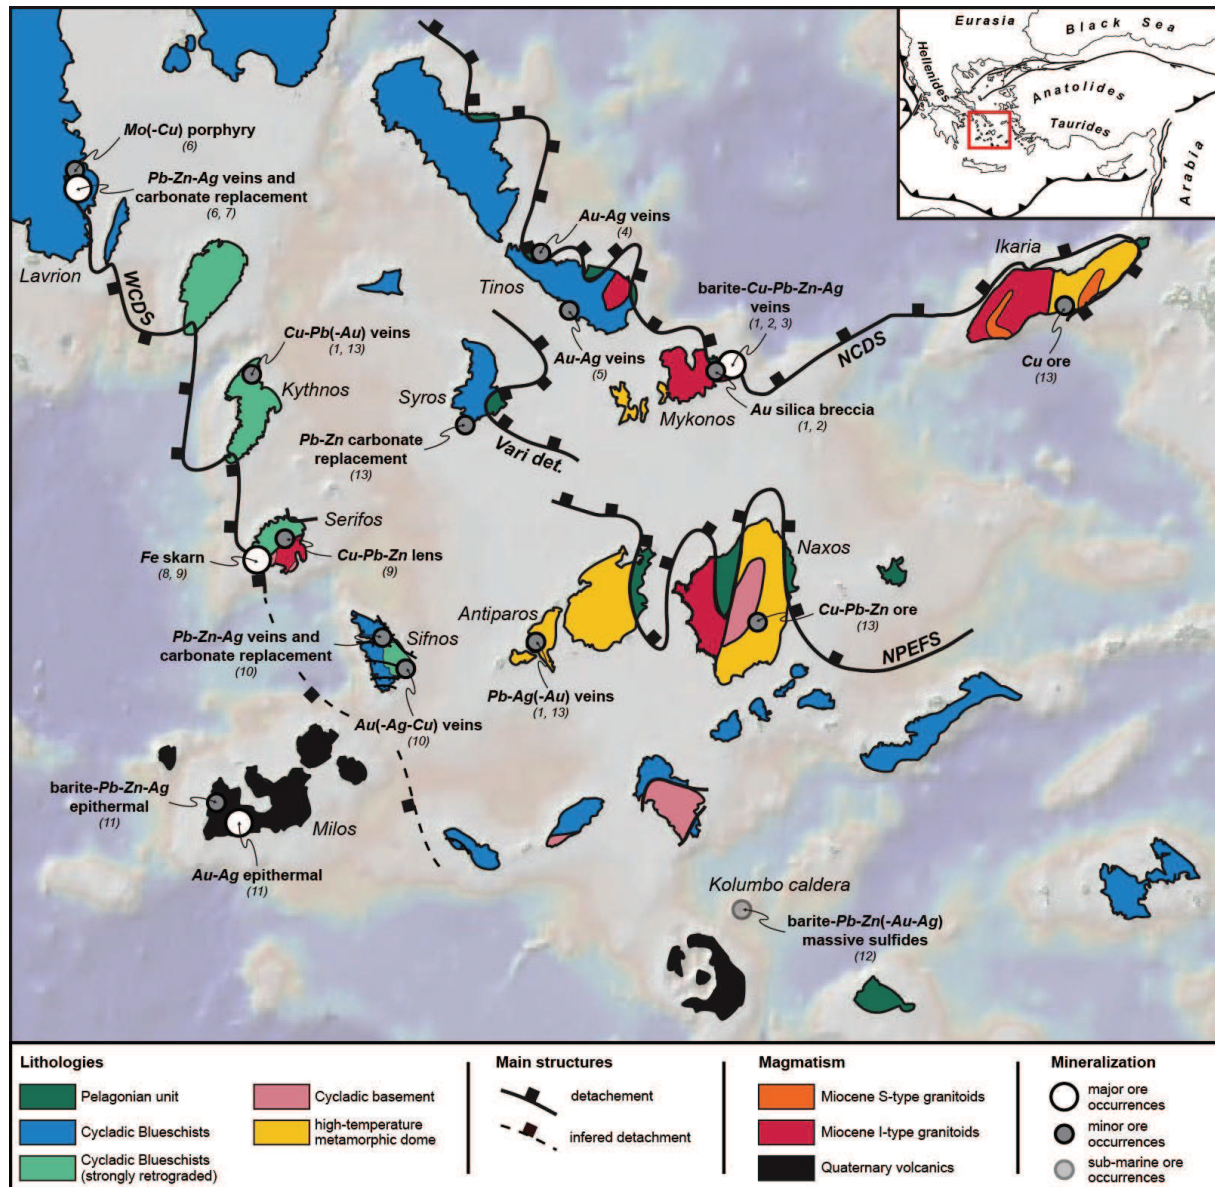 Eurasia
Black Sea
Hellenides
Anatolides
Taurides
Arabia
Mo(-Cu) porphyry
(6)
Pb-Zn-Ag veins and
carbonate replacement
(6, 7)
Lavrion
WCDS
Au-Ag veins
(4)
Tinos
barite-Cu-Pb-Zn-Ag
veins
(1, 2, 3)
Ikaria
NCDS
Cu ore
(13)
Cu-Pb(-Au) veins
(1, 13)
Kythnos
Au-Ag veins
(5)
Syros
Mykonos
Au silica breccia
(1, 2)
Pb-Zn carbonate
replacement
(13)
Vari det.
Serifos
Fe skarn
(8, 9)
Cu-Pb-Zn lens
(9)
Naxos
Antiparos
Cu-Pb-Zn ore
(13)
Pb-Zn-Ag veins and
carbonate replacement
(10)
Sifnos
NPEFS
Pb-Ag(-Au) veins
(1, 13)
Au(-Ag-Cu) veins
(10)
barite-Pb-Zn-Ag
epithermal
(11)
Milos
Au-Ag epithermal
(11)
Kolumbo caldera
barite-Pb-Zn(-Au-Ag)
massive sulfides
(12)
Lithologies
Pelagonian unit
Cycladic Blueschists
Cycladic Blueschists
(strongly retrograded)
Cycladic basement
high-temperature
metamorphic dome
Main structures
detachement
infered detachment
Magmatism
Miocene S-type granitoids
Miocene I-type granitoids
Quaternary volcanics
Mineralization
major ore
occurrences
minor ore
occurrences
sub-marine ore
occurrences